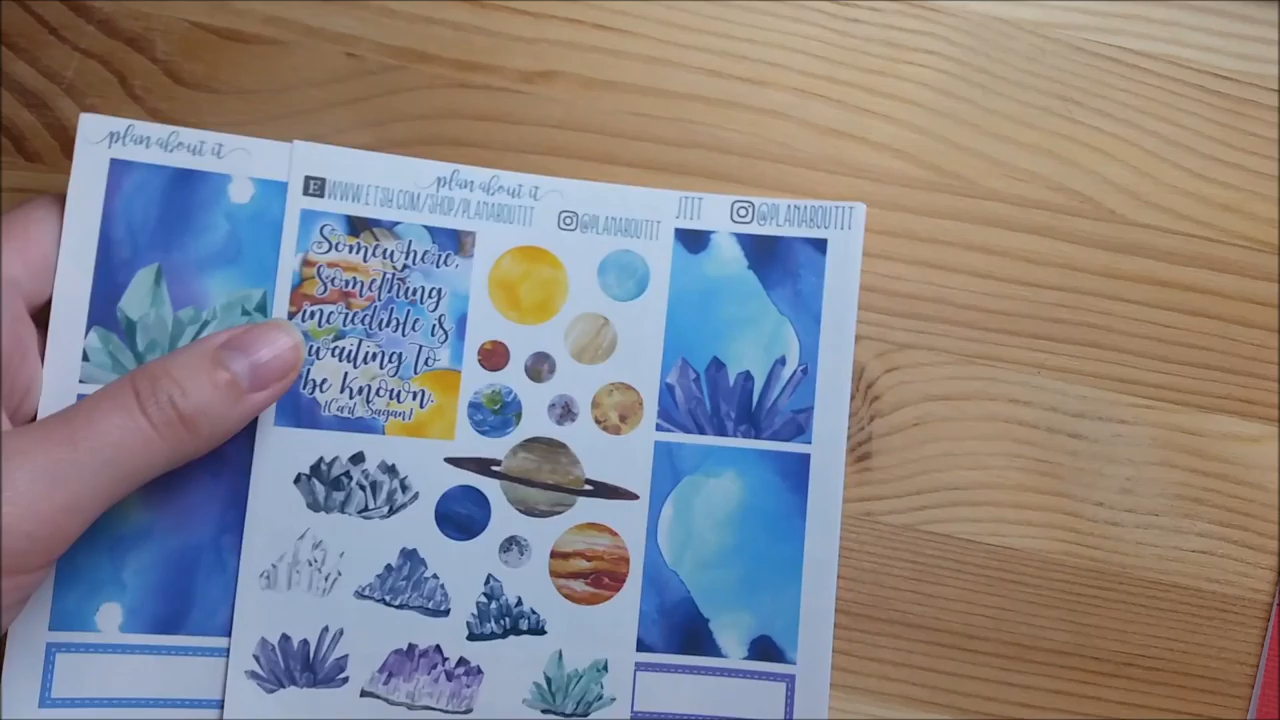 plan about it
plan about it
E WWW.ETSY.COM/SHOP/PLANABOUTIT
@PLANABOUTIT
JTIT
@PLANABOUTIT
Somewhere,
Something
incredible is
waiting to
be known.
{Carl Sagan}